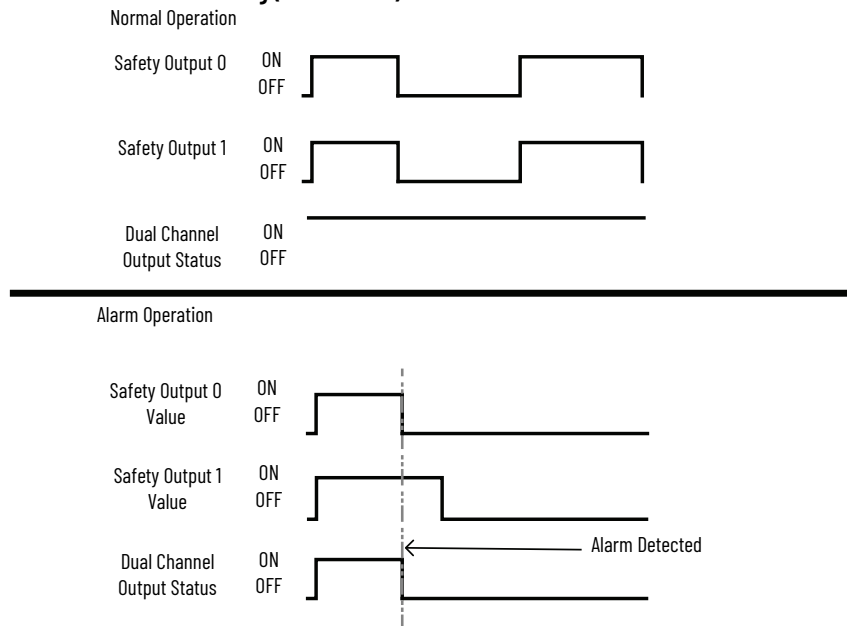 Normal Operation
Safety Output 0
ON
OFF
Safety Output 1
ON
OFF
Dual Channel
Output Status
ON
OFF
Alarm Operation
Safety Output 0
Value
ON
OFF
Safety Output 1
Value
ON
OFF
Alarm Detected
Dual Channel
Output Status
ON
OFF